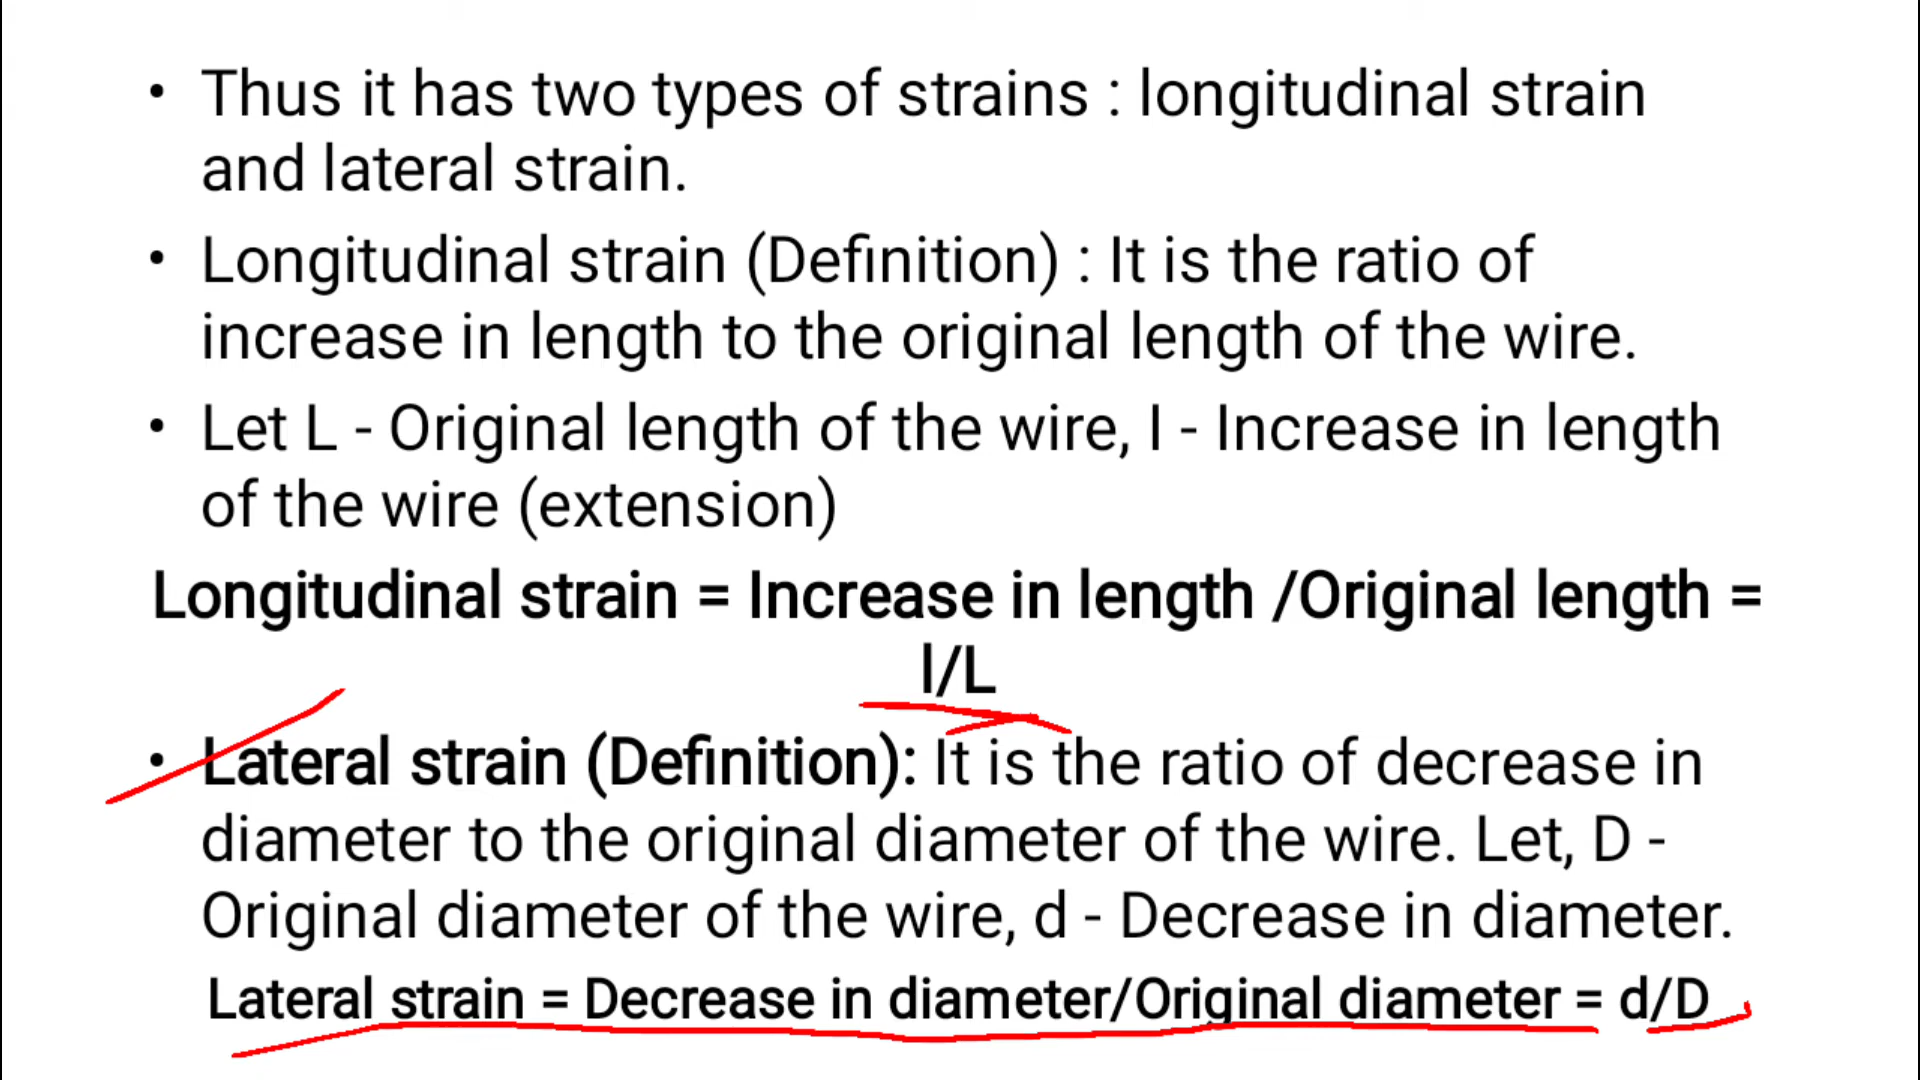 • Thus it has two types of strains : longitudinal strain
and lateral strain.
• Longitudinal strain (Definition) : It is the ratio of
increase in length to the original length of the wire.
• Let L - Original length of the wire, l - Increase in length
of the wire (extension)
Longitudinal strain = Increase in length /Original length =
l/L
• Lateral strain (Definition): It is the ratio of decrease in
diameter to the original diameter of the wire. Let, D -
Original diameter of the wire, d - Decrease in diameter.
Lateral strain = Decrease in diameter/Original diameter = d/D